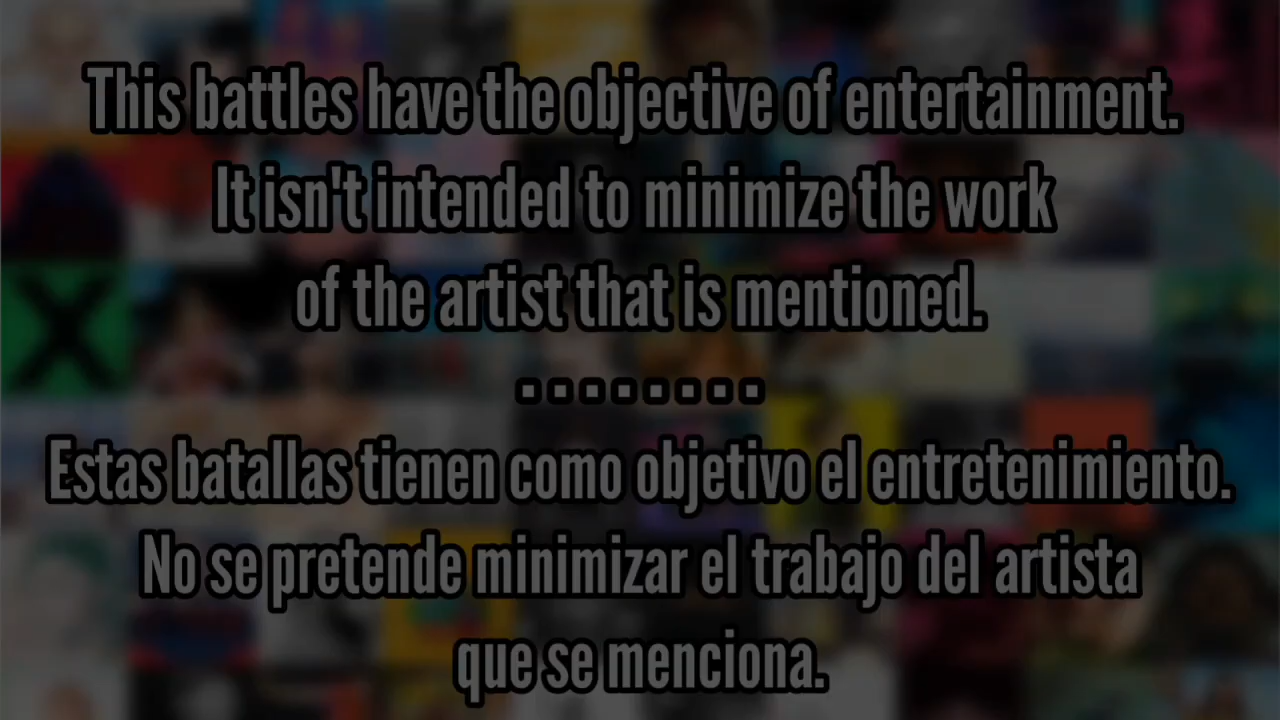 This battles have the objective of entertainment.
It isn't intended to minimize the work
of the artist that is mentioned.
........
Estas batallas tienen como objetivo el entretenimiento.
No se pretende minimizar el trabajo del artista
que se menciona.